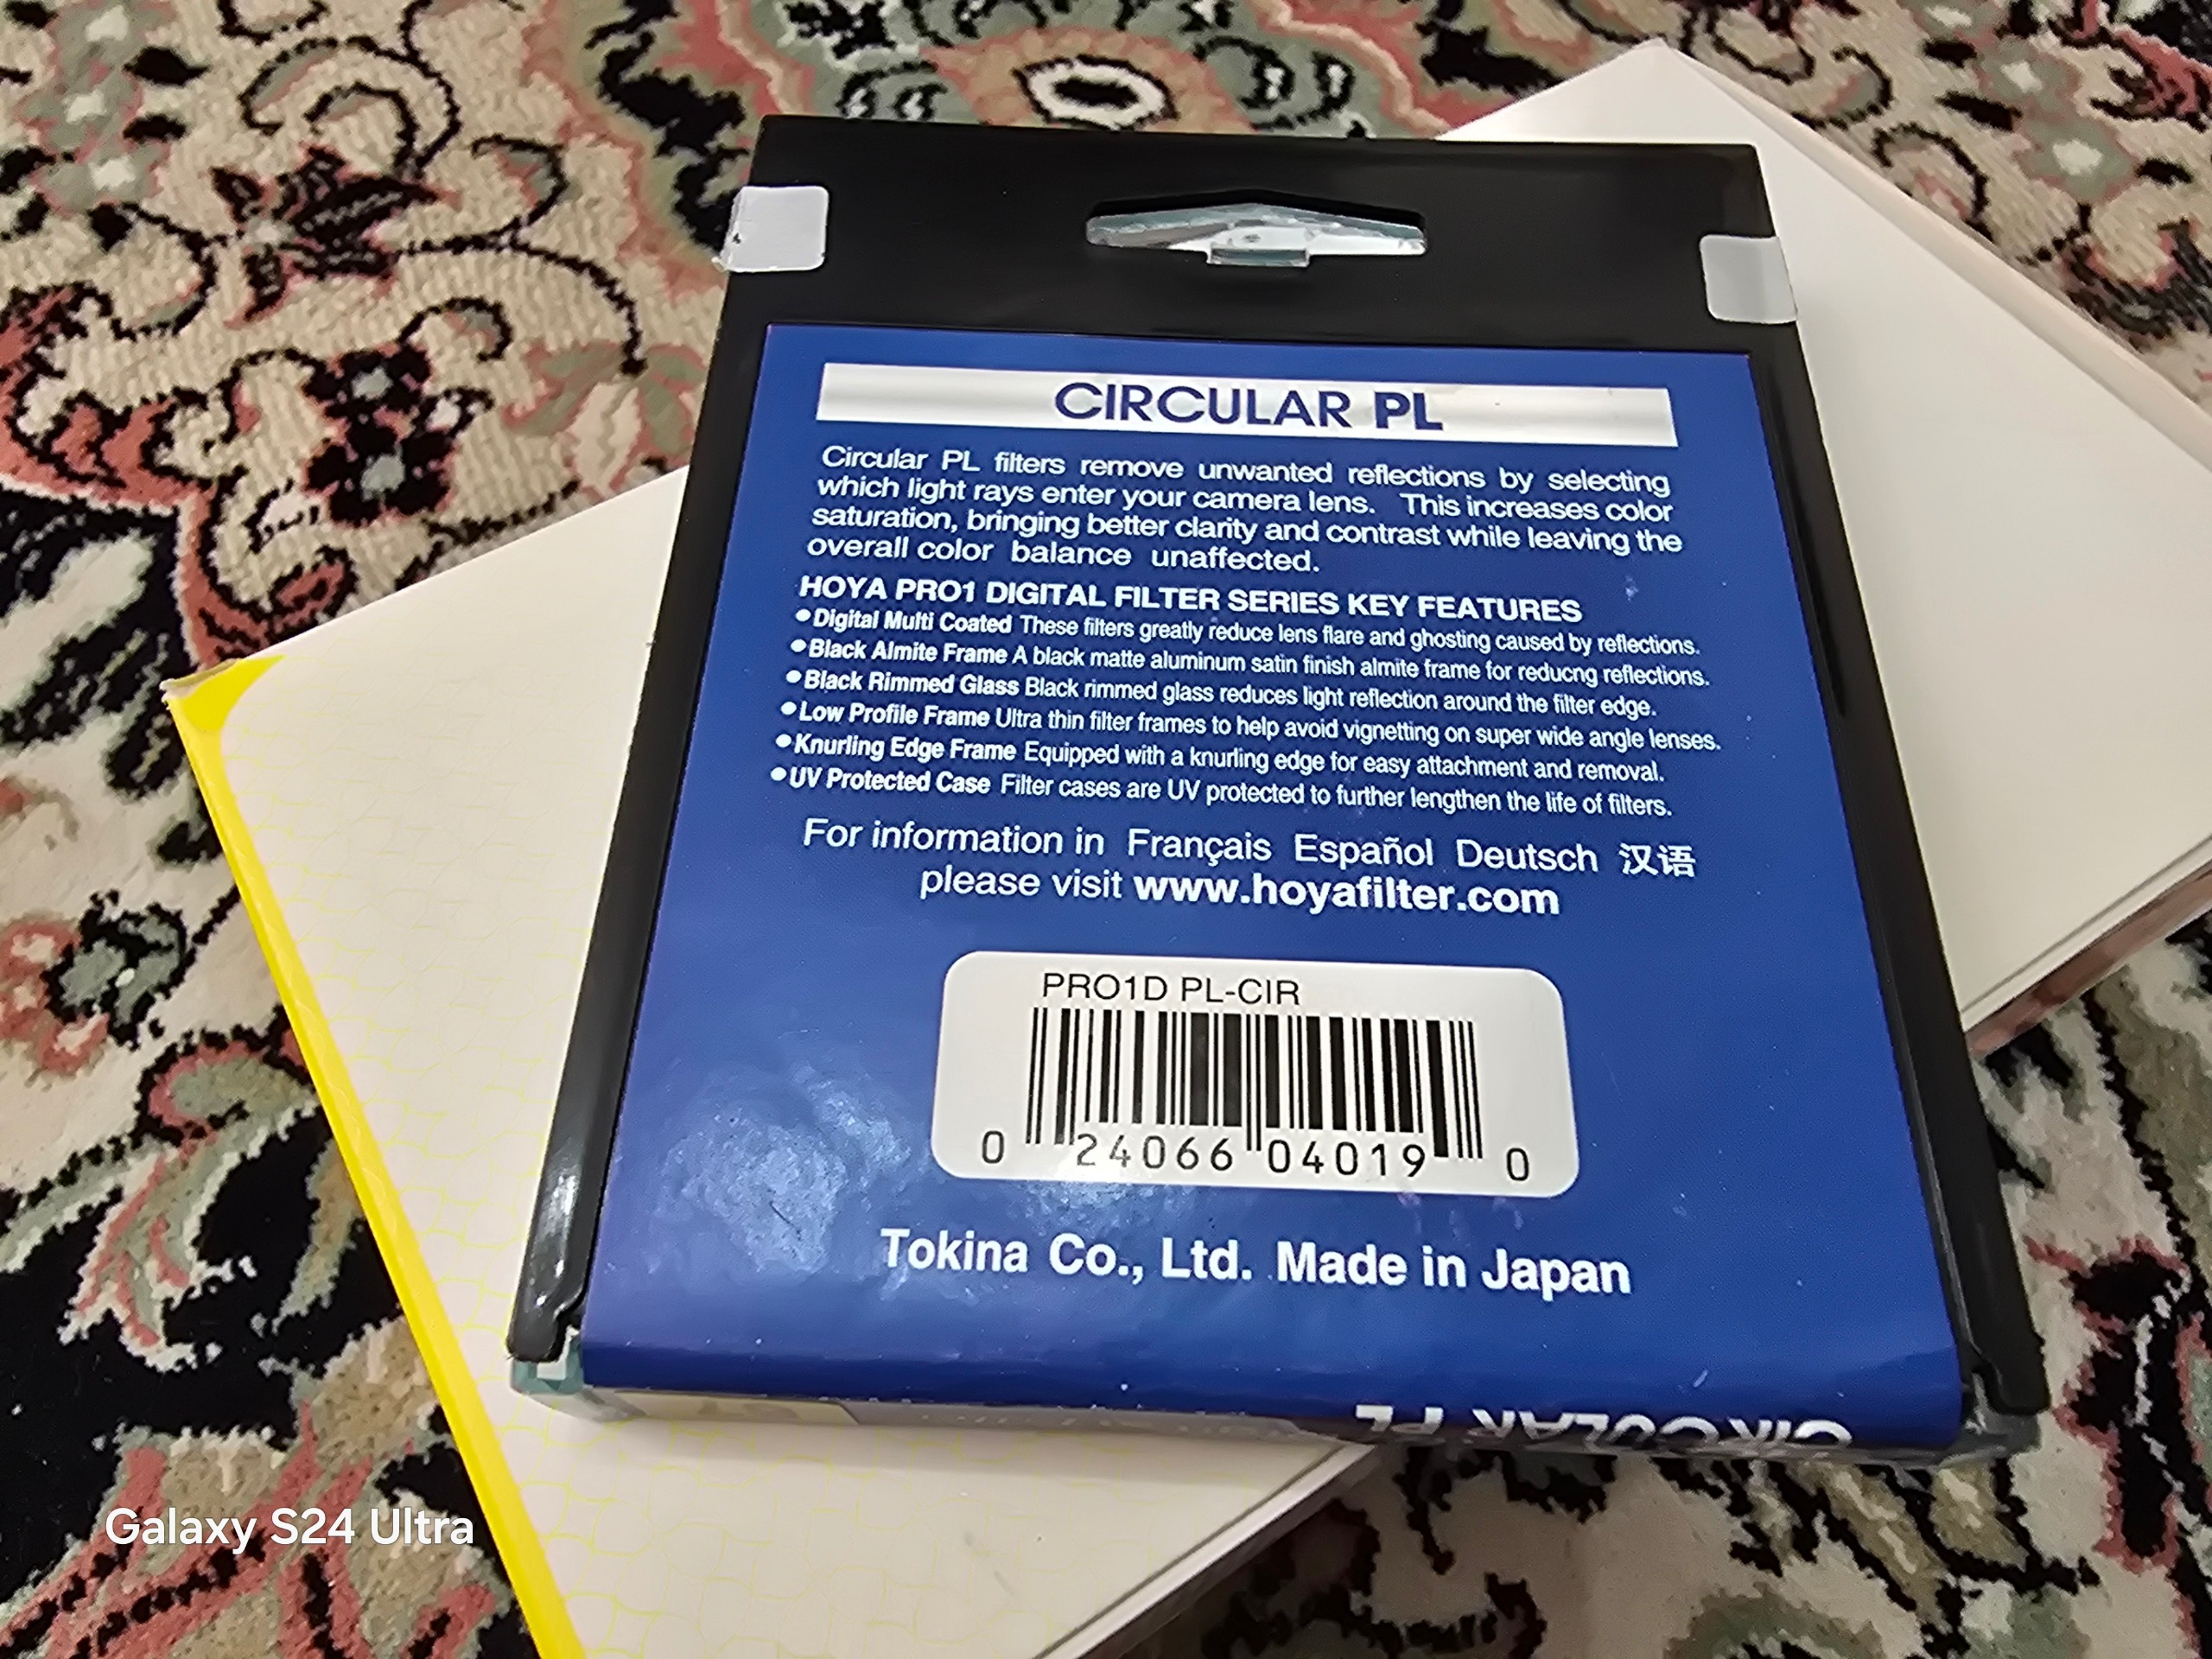 CIRCULAR PL
Circular PL filters remove unwanted reflections by selecting
which light rays enter your camera lens. This increases color
saturation, bringing better clarity and contrast while leaving the
overall color balance unaffected.
HOYA PRO1 DIGITAL FILTER SERIES KEY FEATURES
●Digital Multi Coated These filters greatly reduce lens flare and ghosting caused by reflections.
●Black Almite Frame A black matte aluminum satin finish almite frame for reducng reflections.
●Black Rimmed Glass Black rimmed glass reduces light reflection around the filter edge.
●Low Profile Frame Ultra thin filter frames to help avoid vignetting on super wide angle lenses.
●Knurling Edge Frame Equipped with a knurling edge for easy attachment and removal.
●UV Protected Case Filter cases are UV protected to further lengthen the life of filters.
For information in Français Español Deutsch 汉语
please visit www.hoyafilter.com
PRO1D PL-CIR
0 24066 04019 0
Tokina Co., Ltd. Made in Japan
CIRCULAR PL
Galaxy S24 Ultra